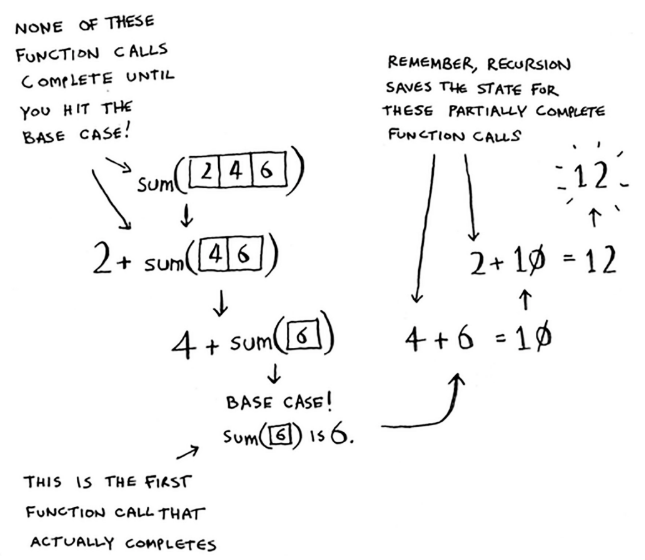 NONE OF THESE
FUNCTION CALLS
COMPLETE UNTIL
YOU HIT THE
BASE CASE!
sum([2|4|6])
2 + sum([4|6])
4 + sum([6])
BASE CASE!
sum([6]) is 6.
THIS IS THE FIRST
FUNCTION CALL THAT
ACTUALLY COMPLETES
REMEMBER, RECURSION
SAVES THE STATE FOR
THESE PARTIALLY COMPLETE
FUNCTION CALLS
12
2 + 10 = 12
4 + 6 = 10